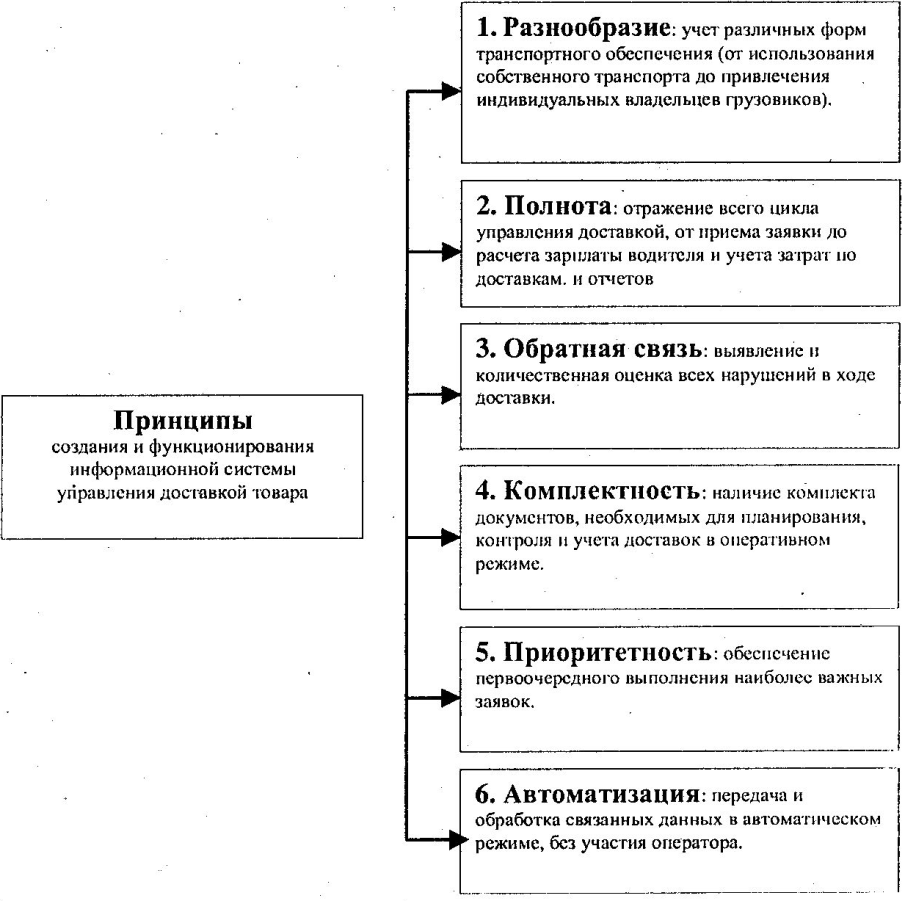 1. Разнообразие: учет различных форм
транспортного обеспечения (от использования
собственного транспорта до привлечения
индивидуальных владельцев грузовиков).
2. Полнота: отражение всего цикла
управления доставкой, от приема заявки до
расчета зарплаты водителя и учета затрат по
доставкам. и отчетов
3. Обратная связь: выявление и
количественная оценка всех нарушений в ходе
доставки.
Принципы
создания и функционирования
информационной системы
управления доставкой товара
4. Комплектность: наличие комплекта
документов, необходимых для планирования,
контроля и учета доставок в оперативном
режиме.
5. Приоритетность: обеспечение
первоочередного выполнения наиболее важных
заявок.
6. Автоматизация: передача и
обработка связанных данных в автоматическом
режиме, без участия оператора.